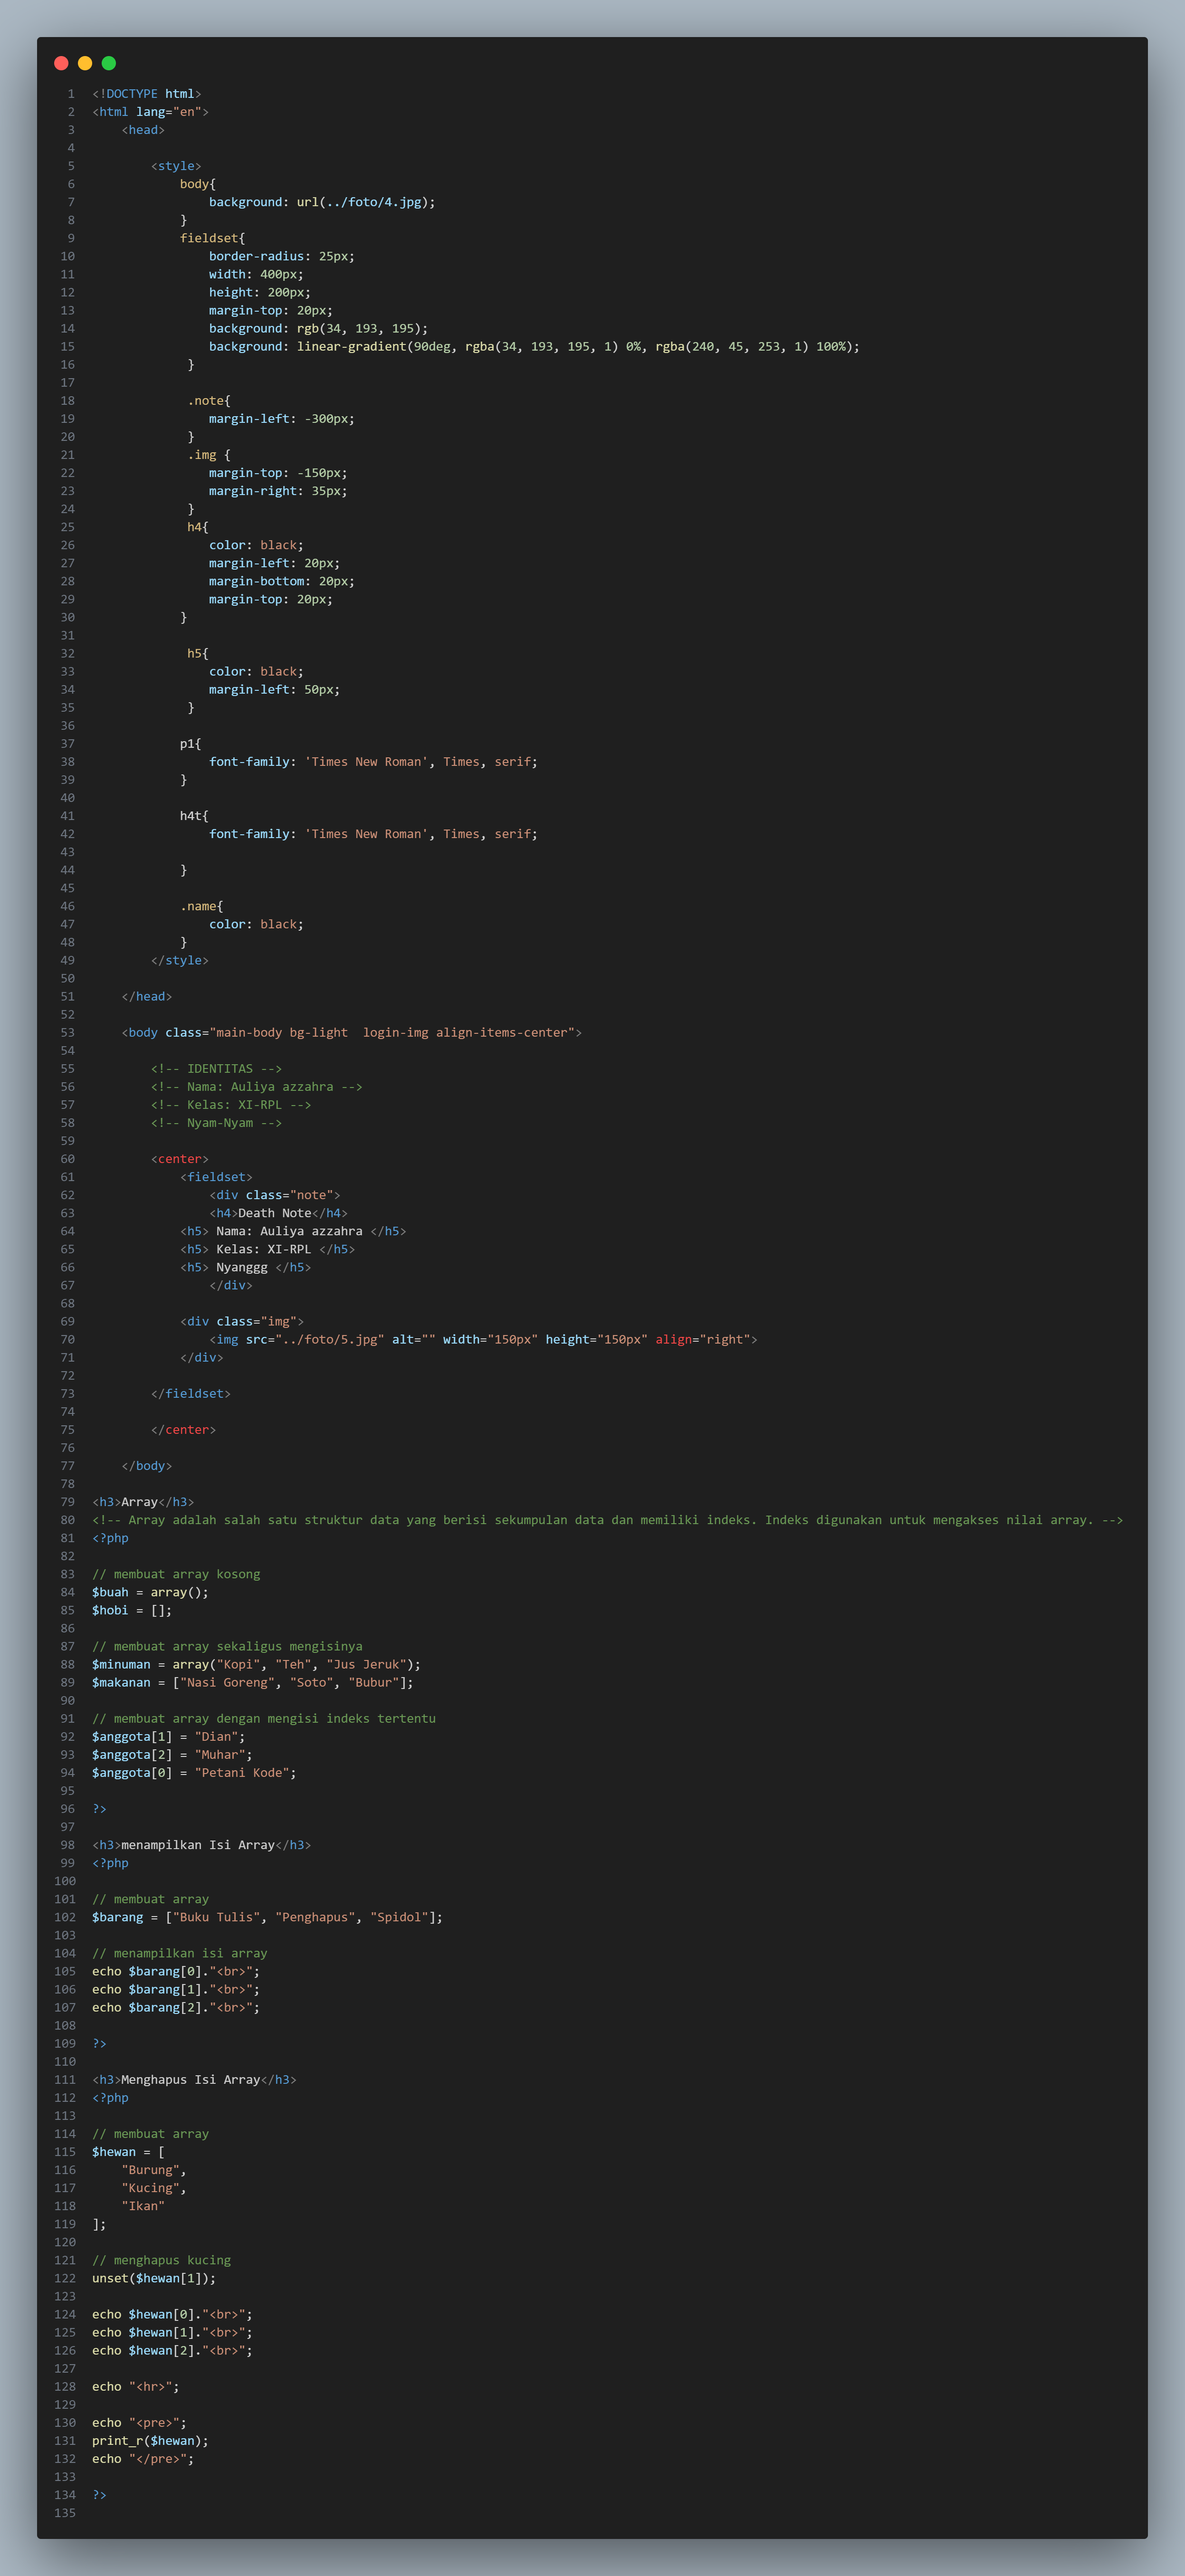 1 <!DOCTYPE html>
2 <html lang="en">
3     <head>
4
5         <style>
6             body{
7                 background: url(../foto/4.jpg);
8             }
9             fieldset{
10                 border-radius: 25px;
11                 width: 400px;
12                 height: 200px;
13                 margin-top: 20px;
14                 background: rgb(34, 193, 195);
15                 background: linear-gradient(90deg, rgba(34, 193, 195, 1) 0%, rgba(240, 45, 253, 1) 100%);
16              }
17
18              .note{
19                 margin-left: -300px;
20              }
21              .img {
22                 margin-top: -150px;
23                 margin-right: 35px;
24              }
25              h4{
26                 color: black;
27                 margin-left: 20px;
28                 margin-bottom: 20px;
29                 margin-top: 20px;
30             }
31
32              h5{
33                 color: black;
34                 margin-left: 50px;
35              }
36
37             p1{
38                 font-family: 'Times New Roman', Times, serif;
39             }
40
41             h4t{
42                 font-family: 'Times New Roman', Times, serif;
43
44             }
45
46             .name{
47                 color: black;
48             }
49         </style>
50
51     </head>
52
53     <body class="main-body bg-light  login-img align-items-center">
54
55         <!-- IDENTITAS -->
56         <!-- Nama: Auliya azzahra -->
57         <!-- Kelas: XI-RPL -->
58         <!-- Nyam-Nyam -->
59
60         <center>
61             <fieldset>
62                 <div class="note">
63                 <h4>Death Note</h4>
64             <h5> Nama: Auliya azzahra </h5>
65             <h5> Kelas: XI-RPL </h5>
66             <h5> Nyanggg </h5>
67                 </div>
68
69             <div class="img">
70                 <img src="../foto/5.jpg" alt="" width="150px" height="150px" align="right">
71             </div>
72
73         </fieldset>
74
75         </center>
76
77     </body>
78
79 <h3>Array</h3>
80 <!-- Array adalah salah satu struktur data yang berisi sekumpulan data dan memiliki indeks. Indeks digunakan untuk mengakses nilai array. -->
81 <?php
82
83 // membuat array kosong
84 $buah = array();
85 $hobi = [];
86
87 // membuat array sekaligus mengisinya
88 $minuman = array("Kopi", "Teh", "Jus Jeruk");
89 $makanan = ["Nasi Goreng", "Soto", "Bubur"];
90
91 // membuat array dengan mengisi indeks tertentu
92 $anggota[1] = "Dian";
93 $anggota[2] = "Muhar";
94 $anggota[0] = "Petani Kode";
95
96 ?>
97
98 <h3>menampilkan Isi Array</h3>
99 <?php
100
101 // membuat array
102 $barang = ["Buku Tulis", "Penghapus", "Spidol"];
103
104 // menampilkan isi array
105 echo $barang[0]."<br>";
106 echo $barang[1]."<br>";
107 echo $barang[2]."<br>";
108
109 ?>
110
111 <h3>Menghapus Isi Array</h3>
112 <?php
113
114 // membuat array
115 $hewan = [
116     "Burung",
117     "Kucing",
118     "Ikan"
119 ];
120
121 // menghapus kucing
122 unset($hewan[1]);
123
124 echo $hewan[0]."<br>";
125 echo $hewan[1]."<br>";
126 echo $hewan[2]."<br>";
127
128 echo "<hr>";
129
130 echo "<pre>";
131 print_r($hewan);
132 echo "</pre>";
133
134 ?>
135